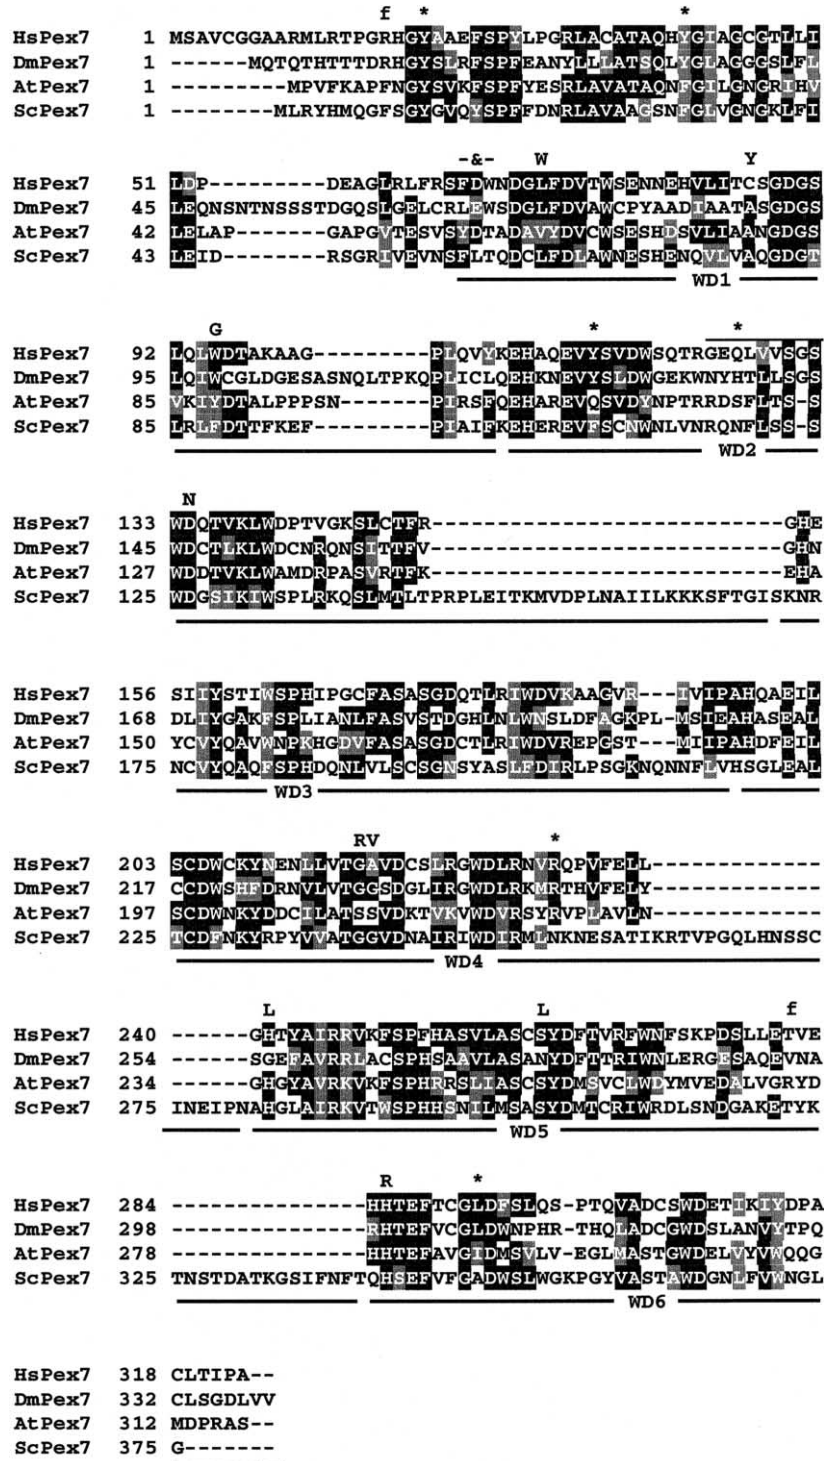 f * *
HsPex7 1 MSAVCGGAARMLRTPGRHGYAAEFSPYLPGRLACATAQHYGIAGCGTLLI
DmPex7 1 ------MQTQTHTTTDRHGYSLRFSPFEANYLLLATSQLYGLAGGGSLFL
AtPex7 1 ---------MPVFKAPFNGYSVKFSPFYESRLAVATAQNFGILGNGRIHV
ScPex7 1 --------MLRYHMQGFSGYGVQYSPFFDNRLAVAAGSNFGLVGNGKLFI
-&- W Y
HsPex7 51 LDP---------DEAGLRLFRSFDWNDGLFDVTWSENNEHVLITCSGDGS
DmPex7 45 LEQNSNTNSSSTDGQSLGELCRLEWSDGLFDVAWCPYAADIAATASGDGS
AtPex7 42 LELAP-------GAPGVTESVSYDTADAVYDVCWSESHDSVLIAANGDGS
ScPex7 43 LEID--------RSGRIVEVNSFLTQDCLFDLAWNESHENQVLVAQGDGT
WD1
G * *
HsPex7 92 LQLWDTAKAAG---------PLQVYKEHAQEVYSVDWSQTRGEQLVVSGS
DmPex7 95 LQIWCGLDGESASNQLTPKQPLICLQEHKNEVYSLDWGEKWNYHTLLSGS
AtPex7 85 VKIYDTALPPPSN-------PIRSFQEHAREVQSVDYNPTRRDSFLTS-S
ScPex7 85 LRLFDTTFKEF---------PIAIFKEHEREVFSCNWNLVNRQNFLSS-S
WD2
N
HsPex7 133 WDQTVKLWDPTVGKSLCTFR---------------------------GHE
DmPex7 145 WDCTLKLWDCNRQNSITTFV---------------------------GHN
AtPex7 127 WDDTVKLWAMDRPASVRTFK---------------------------EHA
ScPex7 125 WDGSIKIWSPLRKQSLMTLTPRPLEITKMVDPLNAIILKKKSFTGISKNR
HsPex7 156 SIIYSTIWSPHIPGCFASASGDQTLRIWDVKAAGVR---IVIPAHQAEIL
DmPex7 168 DLIYGAKFSPLIANLFASVSTDGHLNLWNSLDFAGKPL-MSIEAHASEAL
AtPex7 150 YCVYQAVWNPKHGDVFASASGDCTLRIWDVREPGST---MIIPAHDFEIL
ScPex7 175 NCVYQAQFSPHDQNLVLSCSGNSYASLFDIRLPSGKNQNNFLVHSGLEAL
WD3
RV *
HsPex7 203 SCDWCKYNENLLVTGAVDCSLRGWDLRNVRQPVFELL-------------
DmPex7 217 CCDWSHFDRNVLVTGGSDGLIRGWDLRKMRTHVFELY-------------
AtPex7 197 SCDWNKYDDCILATSSVDKTVKVWDVRSYRVPLAVLN-------------
ScPex7 225 TCDFNKYRPYVVATGGVDNAIRIWDIRMLNKNESATIKRTVPGQLHNSSC
WD4
L L f
HsPex7 240 ------GHTYAIRRVKFSPFHASVLASCSYDFTVRFWNFSKPDSLLETVE
DmPex7 254 ------SGEFAVRRLACSPHSAAVLASANYDFTTRIWNLERGESAQEVNA
AtPex7 234 ------GHGYAVRKVKFSPHRRSLIASCSYDMSVCLWDYMVEDALVGRYD
ScPex7 275 INEIPNAHGLAIRKVTWSPHHSNILMSASYDMTCRIWRDLSNDGAKETYK
WD5
R *
HsPex7 284 ---------------HHTEFTCGLDFSLQS-PTQVADCSWDETIKIYDPA
DmPex7 298 ---------------RHTEFVCGLDWNPHR-THQLADCGWDSLANVYTPQ
AtPex7 278 ---------------HHTEFAVGIDMSVLV-EGLMASTGWDELVYVWQQG
ScPex7 325 TNSTDATKGSIFNFTQHSEFVFGADWSLWGKPGYVASTAWDGNLFVWNGL
WD6
HsPex7 318 CLTIPA--
DmPex7 332 CLSGDLVV
AtPex7 312 MDPRAS--
ScPex7 375 G-------